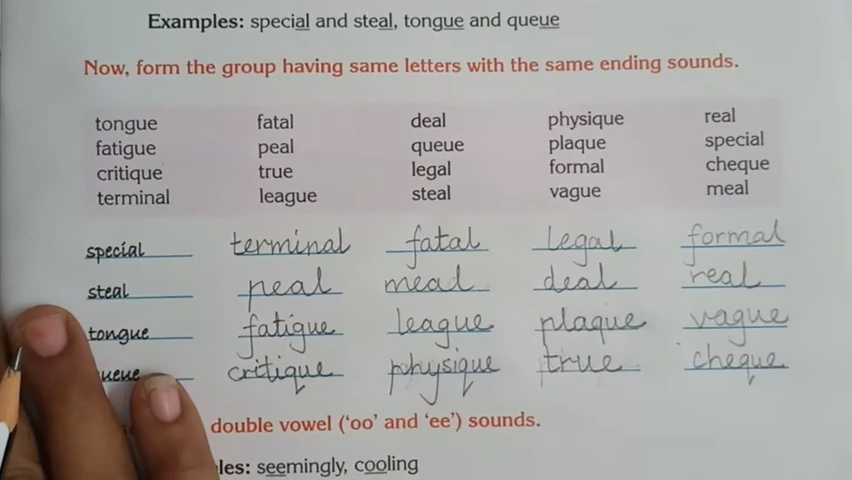 Examples: special and steal, tongue and queue
Now, form the group having same letters with the same ending sounds.
tongue fatal deal physique real
fatigue peal queue plaque special
critique true legal formal cheque
terminal league steal vague meal
special terminal fatal legal formal
steal peal meal deal real
tongue fatigue league plaque vague
ueue critique physique true cheque
double vowel ('oo' and 'ee') sounds.
les: seemingly, cooling